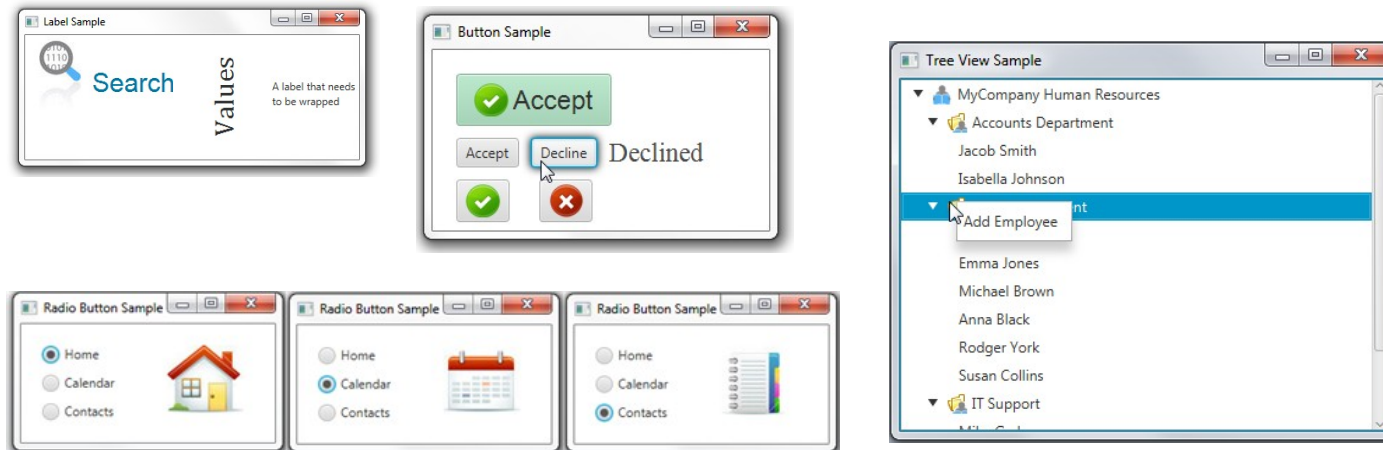 Label Sample
Search
Values
A label that needs
to be wrapped
Button Sample
Accept
Accept
Decline
Declined
Tree View Sample
MyCompany Human Resources
Accounts Department
Jacob Smith
Isabella Johnson
nt
Add Employee
Emma Jones
Michael Brown
Anna Black
Rodger York
Susan Collins
IT Support
Radio Button Sample
Home
Calendar
Contacts
Radio Button Sample
Home
Calendar
Contacts
Radio Button Sample
Home
Calendar
Contacts